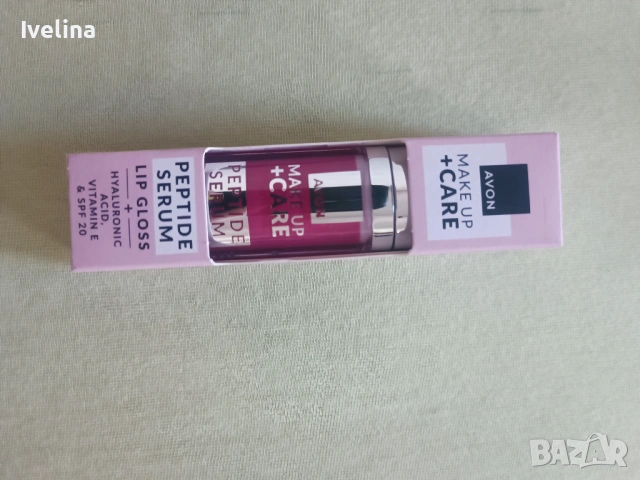 Ivelina
AVON
MAKE UP
+CARE
AVON
MAKE UP
+CARE
PEPTIDE
SERUM
PEPTIDE
SERUM
LIP GLOSS
+
HYALURONIC
ACID,
VITAMIN E
& SPF 20
BAZAR